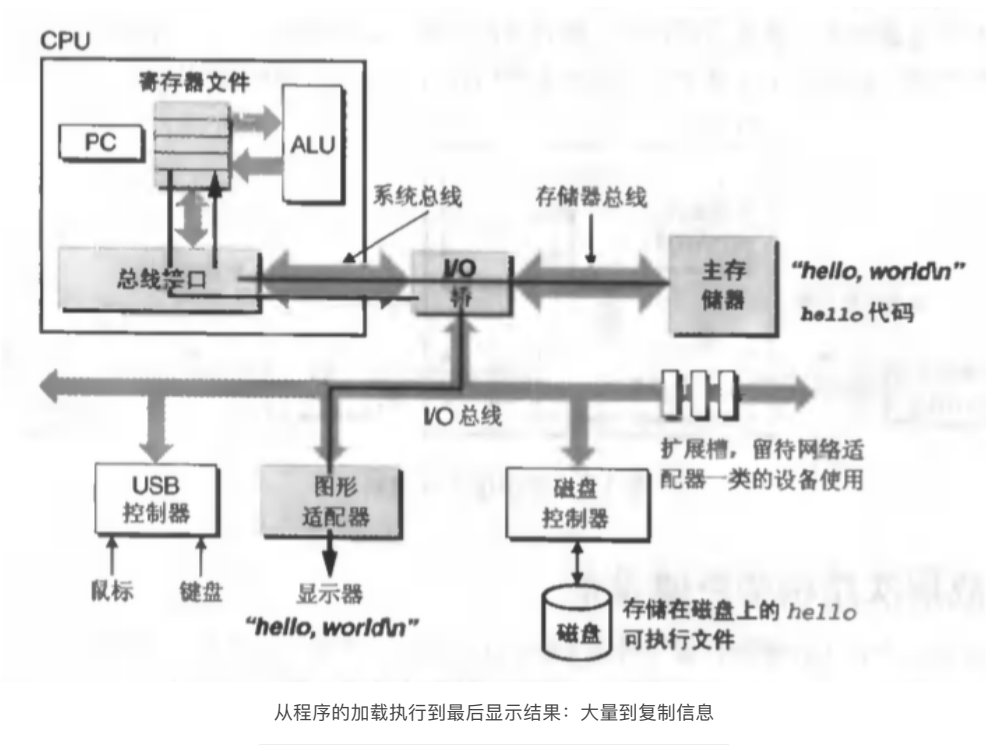 CPU
寄存器文件
PC
ALU
系统总线
存储器总线
总线接口
I/O
桥
主存
储器
“hello, world\n”
hello 代码
I/O 总线
扩展槽，留待网络适
配器一类的设备使用
USB
控制器
图形
适配器
磁盘
控制器
鼠标
键盘
显示器
“hello, world\n”
磁盘
存储在磁盘上的 hello
可执行文件
从程序的加载执行到最后显示结果：大量到复制信息